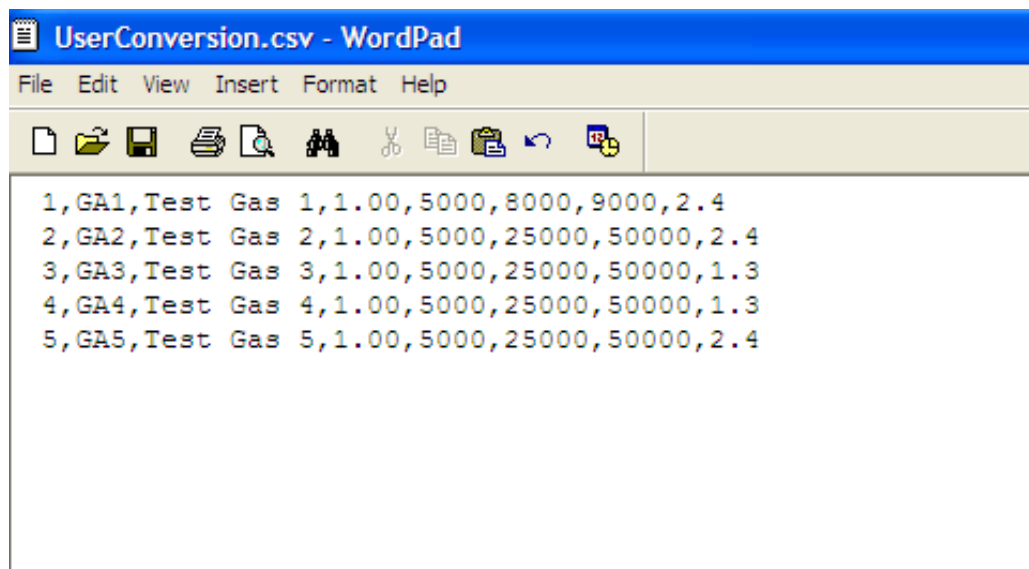 UserConversion.csv - WordPad
File Edit View Insert Format Help
1,GA1,Test Gas 1,1.00,5000,8000,9000,2.4
2,GA2,Test Gas 2,1.00,5000,25000,50000,2.4
3,GA3,Test Gas 3,1.00,5000,25000,50000,1.3
4,GA4,Test Gas 4,1.00,5000,25000,50000,1.3
5,GA5,Test Gas 5,1.00,5000,25000,50000,2.4